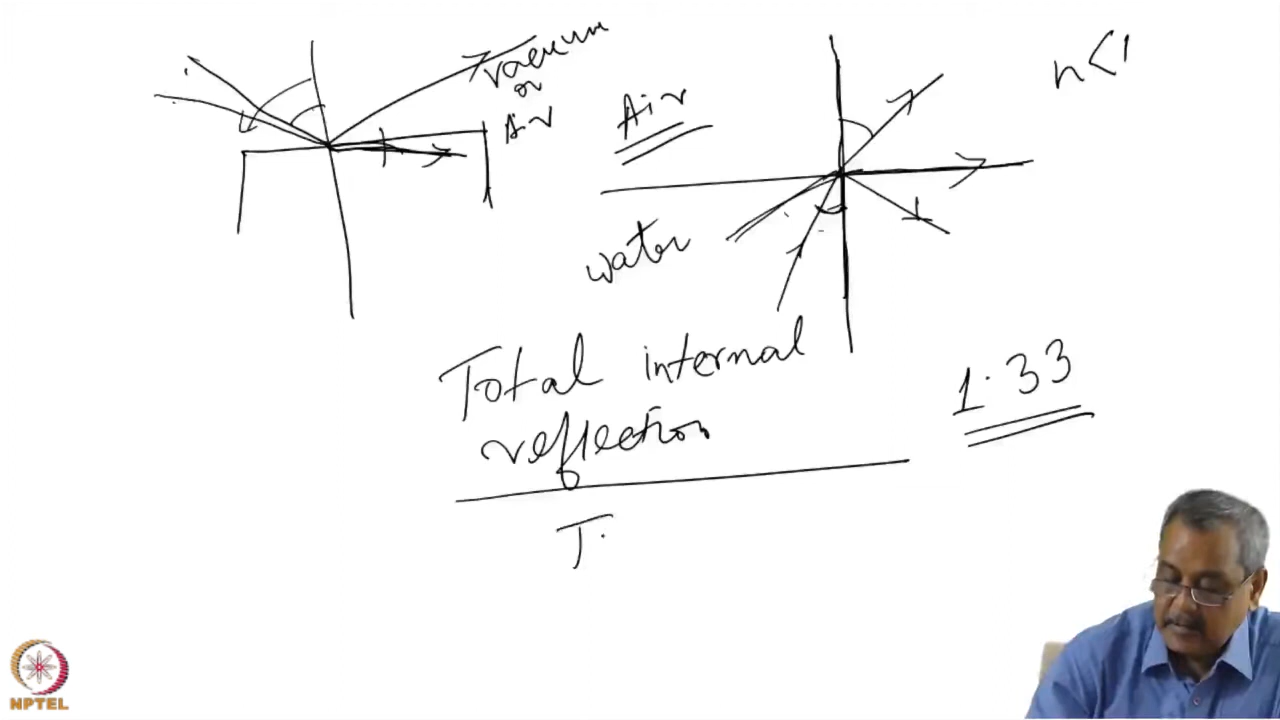 vacuum
or
Air
Air
n<1
water
Total internal
reflection
1.33
T.
NPTEL